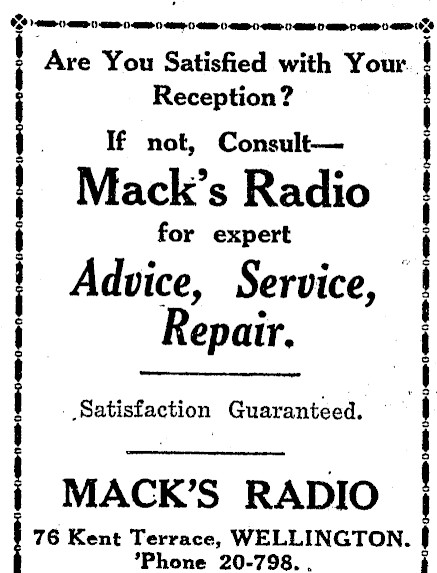 Are You Satisfied with Your
Reception?
If not, Consult—
Mack's Radio
for expert
Advice, Service,
Repair.
Satisfaction Guaranteed.
MACK'S RADIO
76 Kent Terrace, WELLINGTON.
'Phone 20-798.